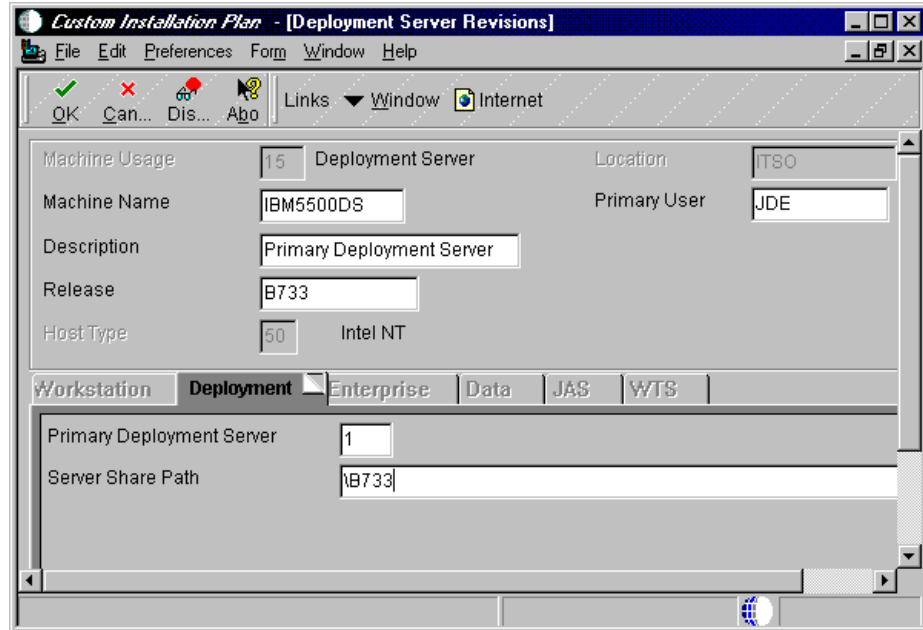 Custom Installation Plan - [Deployment Server Revisions]
File Edit Preferences Form Window Help
OK Can... Dis... Abo Links Window Internet
Machine Usage 15 Deployment Server Location ITSO
Machine Name IBM5500DS Primary User JDE
Description Primary Deployment Server
Release B733
Host Type 50 Intel NT
Workstation Deployment Enterprise Data JAS WTS
Primary Deployment Server 1
Server Share Path \B733